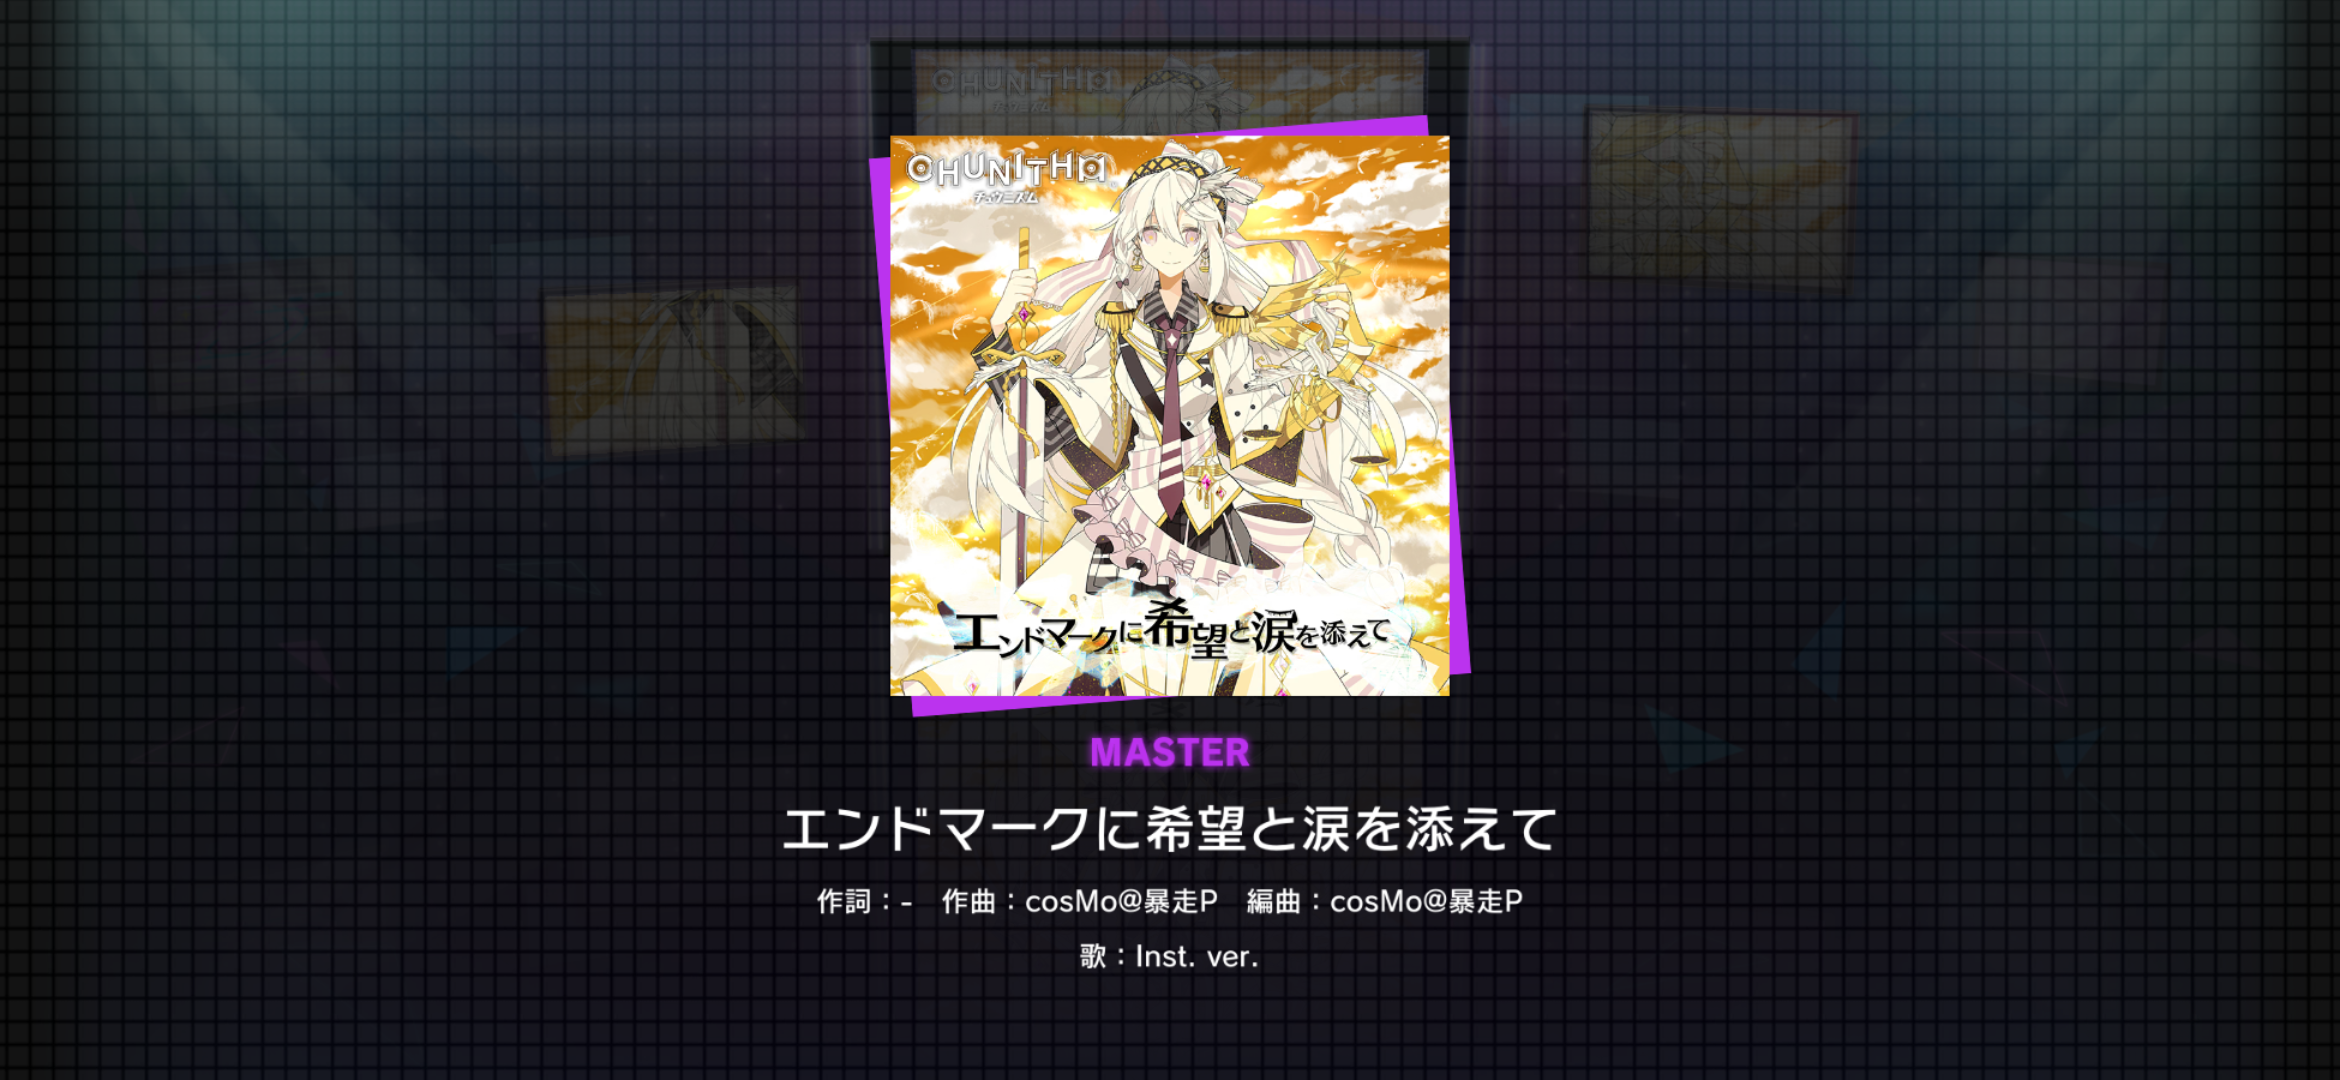 CHUNITHM
チュウニズム
エンドマークに希望と涙を添えて
MASTER
エンドマークに希望と涙を添えて
作詞：- 作曲：cosMo@暴走P 編曲：cosMo@暴走P
歌：Inst. ver.